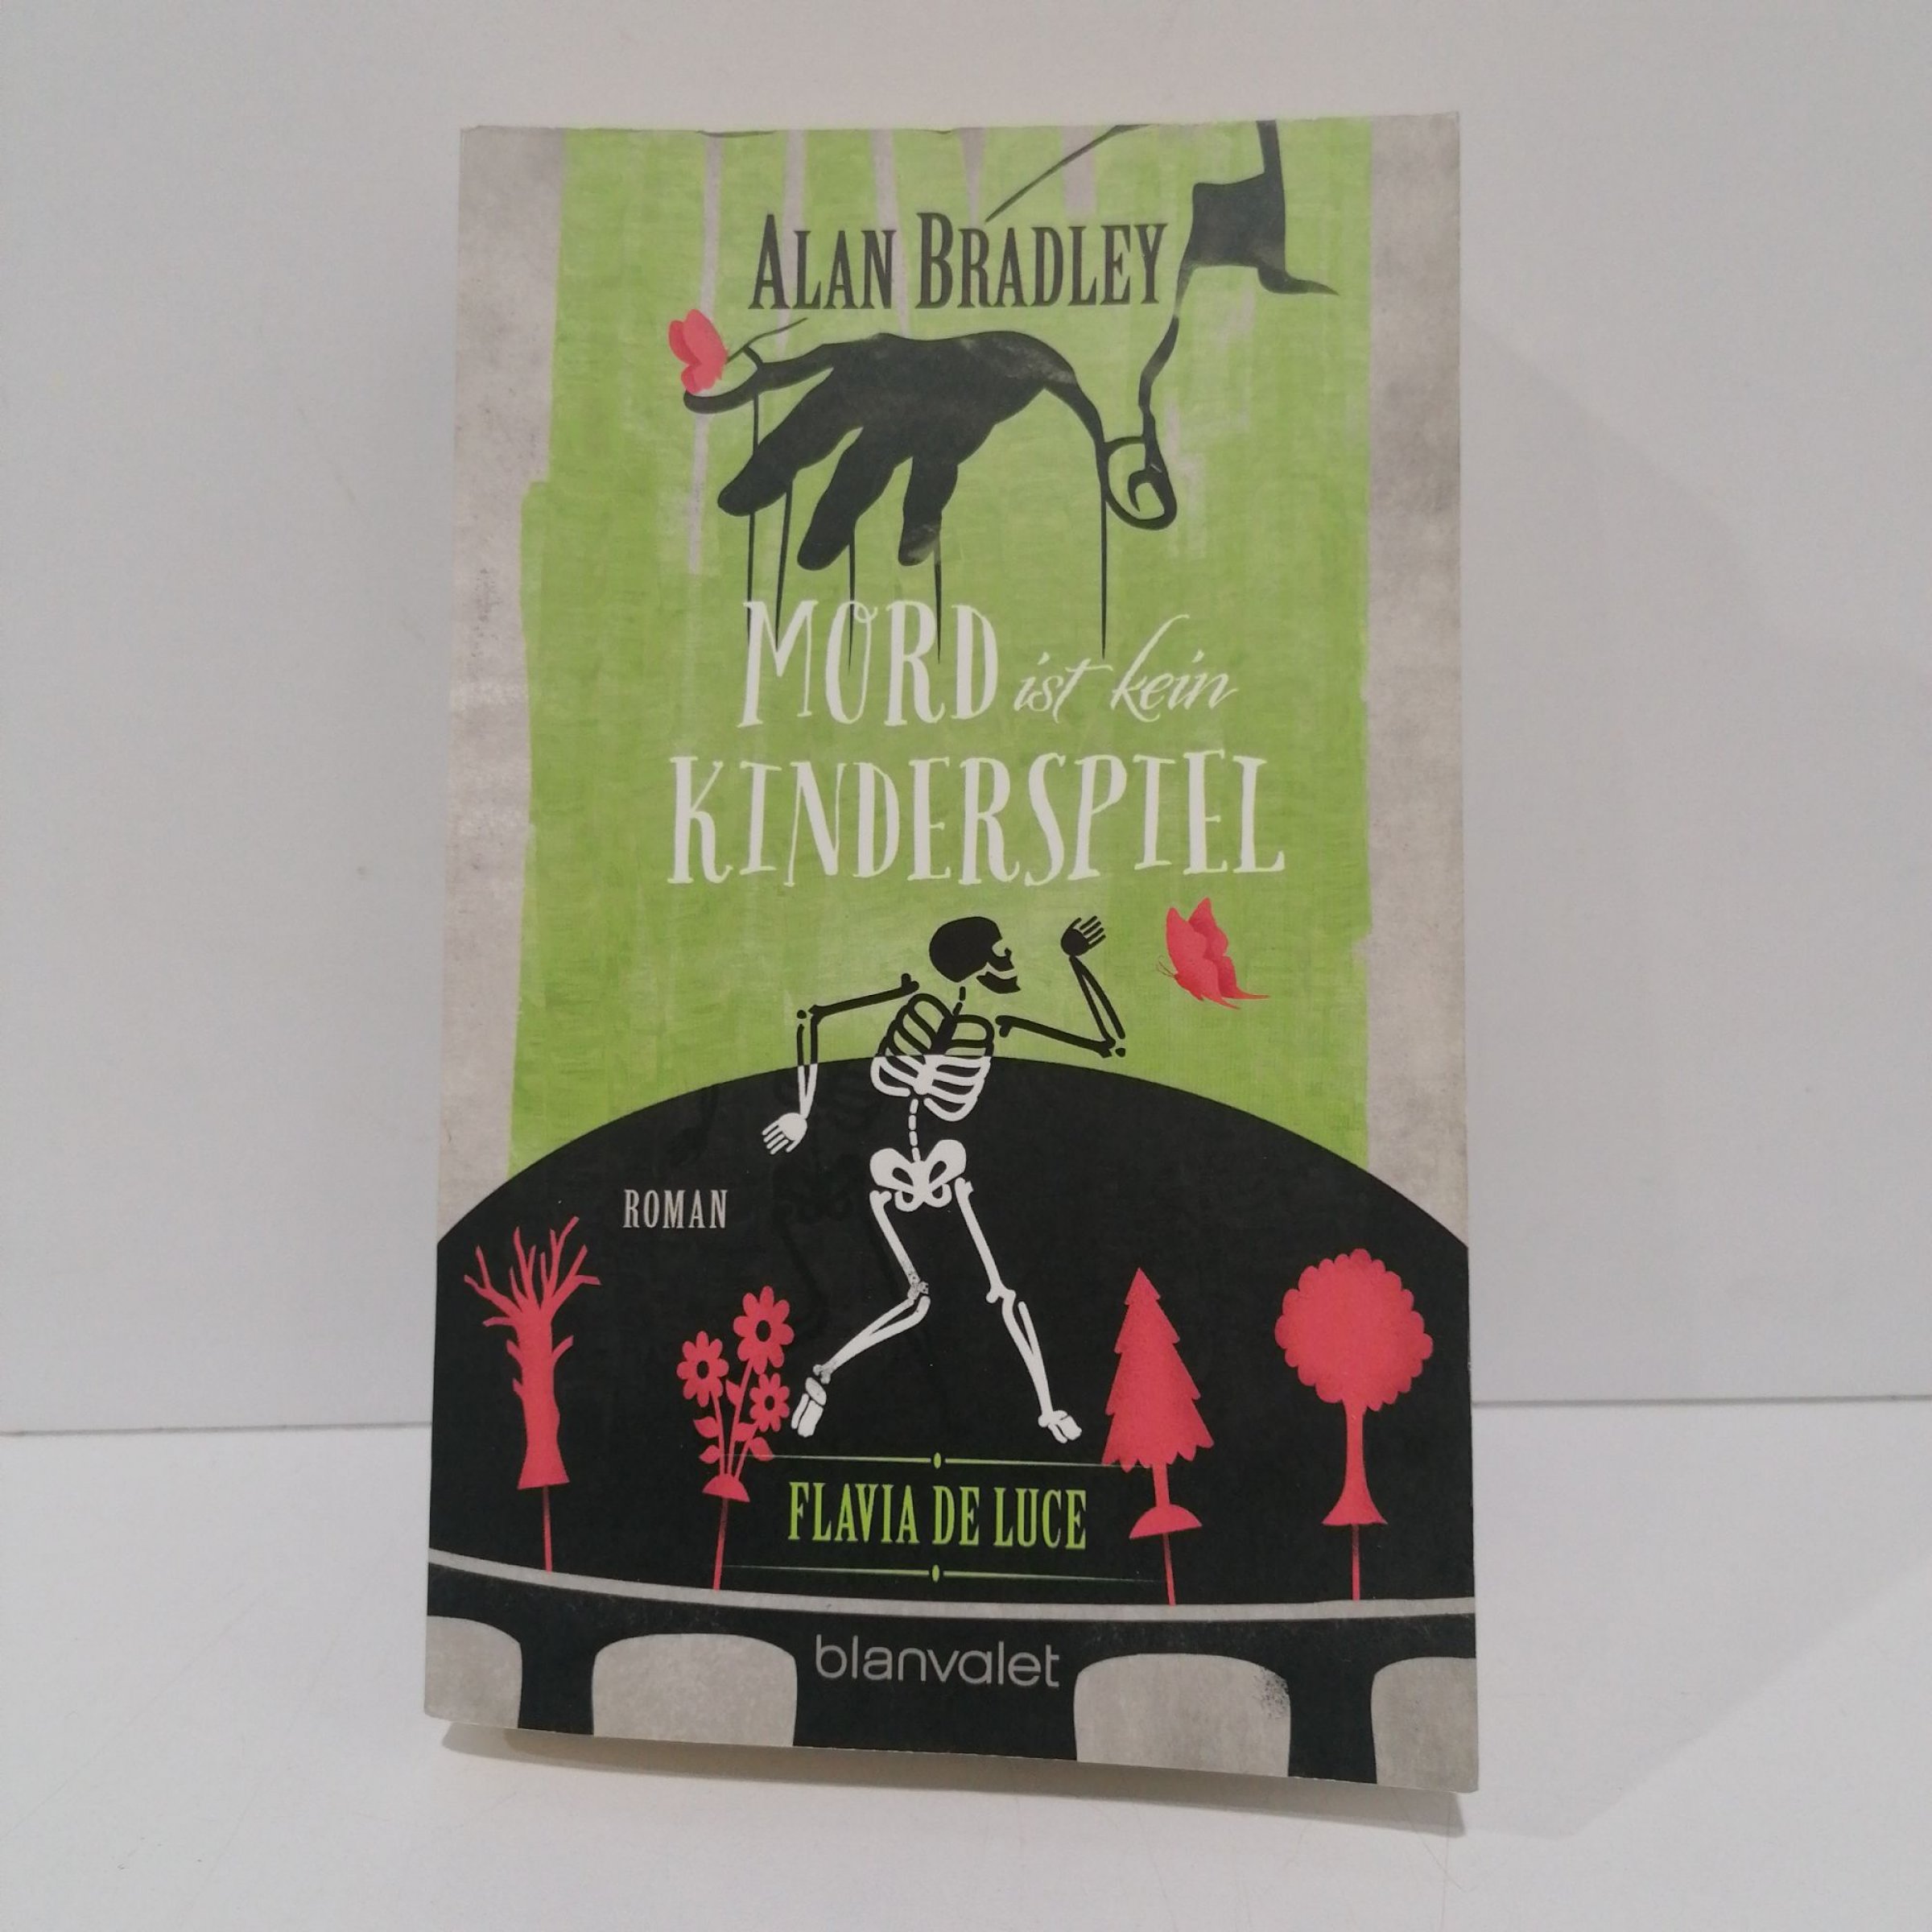 ALAN BRADLEY
MORD ist kein
KINDERSPIEL
ROMAN
FLAVIA DE LUCE
blanvalet